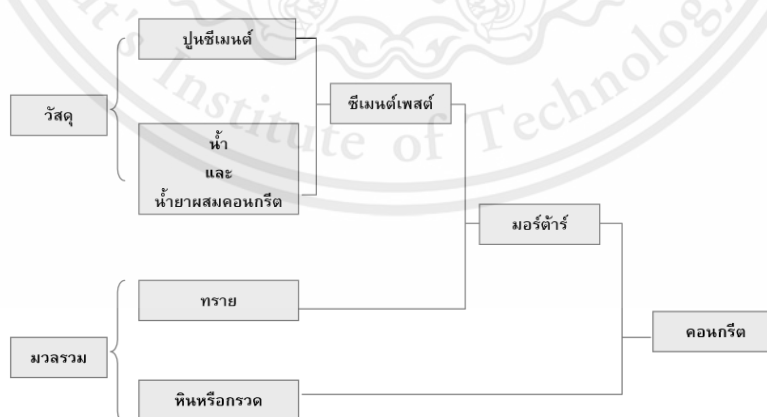 ปูนซีเมนต์
วัสดุ
ซีเมนต์เพสต์
น้ำ
และ
น้ำยาผสมคอนกรีต
มอร์ต้าร์
ทราย
คอนกรีต
มวลรวม
หินหรือกรวด
t's Institute of Technology